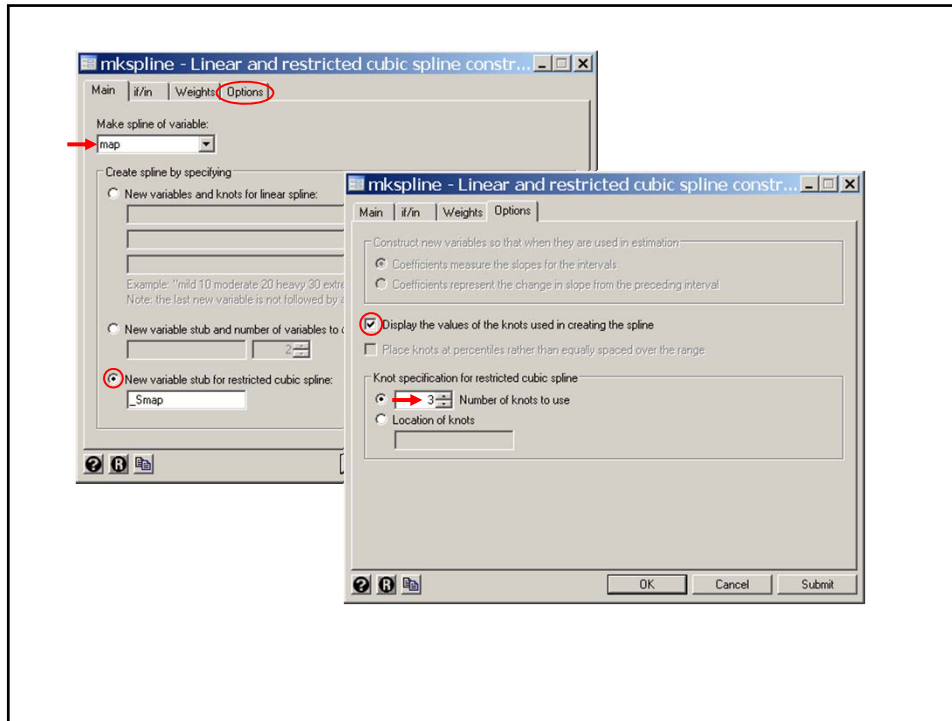 mkspline - Linear and restricted cubic spline constr...
Main if/in Weights Options
Make spline of variable:
map
Create spline by specifying
New variables and knots for linear spline:
Example: "mild 10 moderate 20 heavy 30 extre
Note: the last new variable is not followed by a
New variable stub and number of variables to
2
New variable stub for restricted cubic spline:
_Smap
mkspline - Linear and restricted cubic spline constr...
Main if/in Weights Options
Construct new variables so that when they are used in estimation
Coefficients measure the slopes for the intervals
Coefficients represent the change in slope from the preceding interval
Display the values of the knots used in creating the spline
Place knots at percentiles rather than equally spaced over the range
Knot specification for restricted cubic spline
3 Number of knots to use
Location of knots
? R
OK Cancel Submit
? R